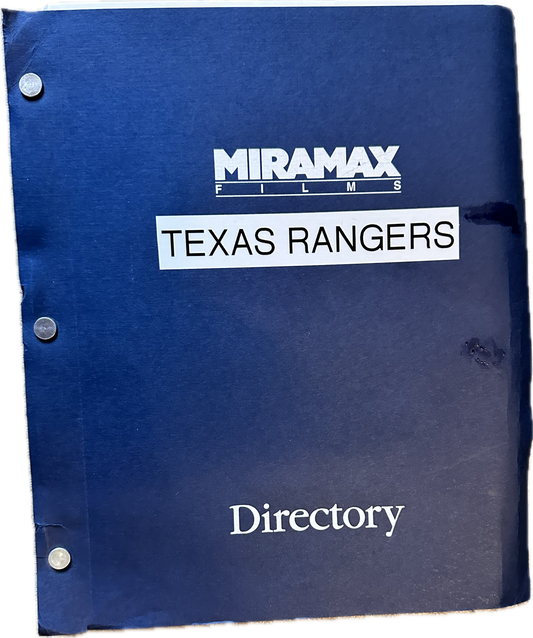 MIRAMAX
FILMS
TEXAS RANGERS
Directory